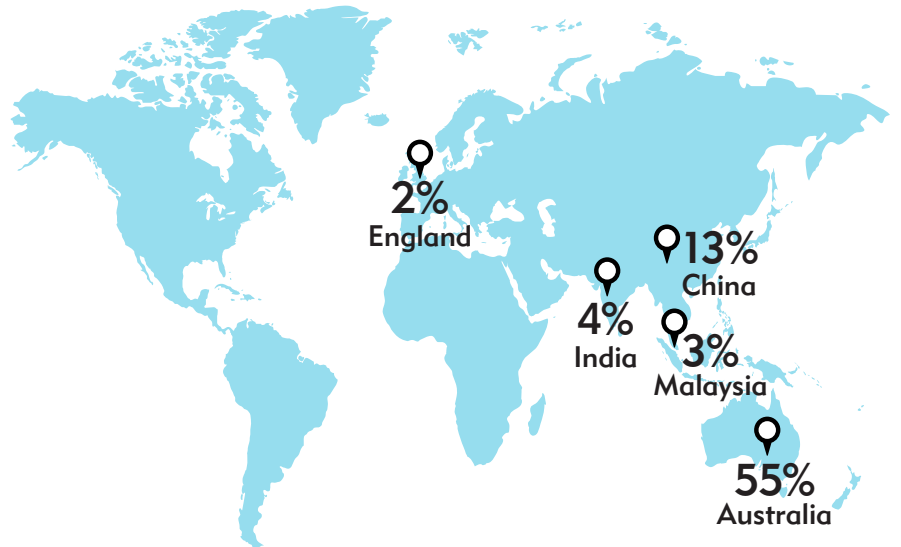 2%
England
13%
China
4%
India
3%
Malaysia
55%
Australia